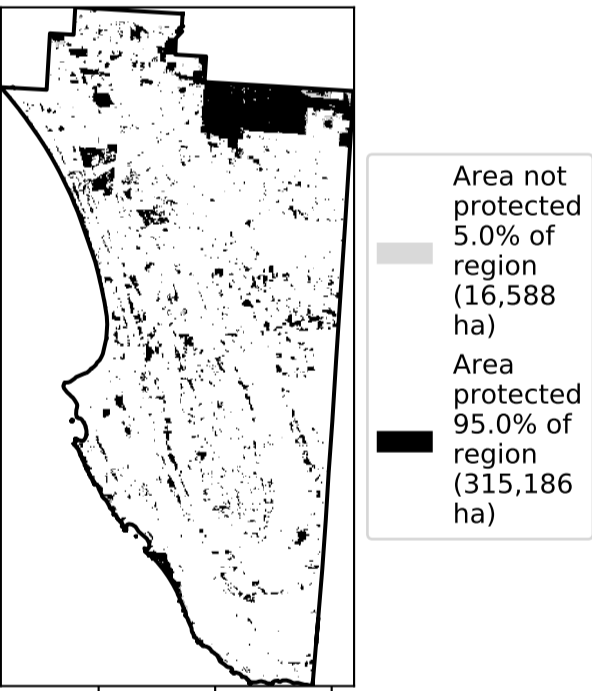 Area not
protected
5.0% of
region
(16,588
ha)
Area
protected
95.0% of
region
(315,186
ha)